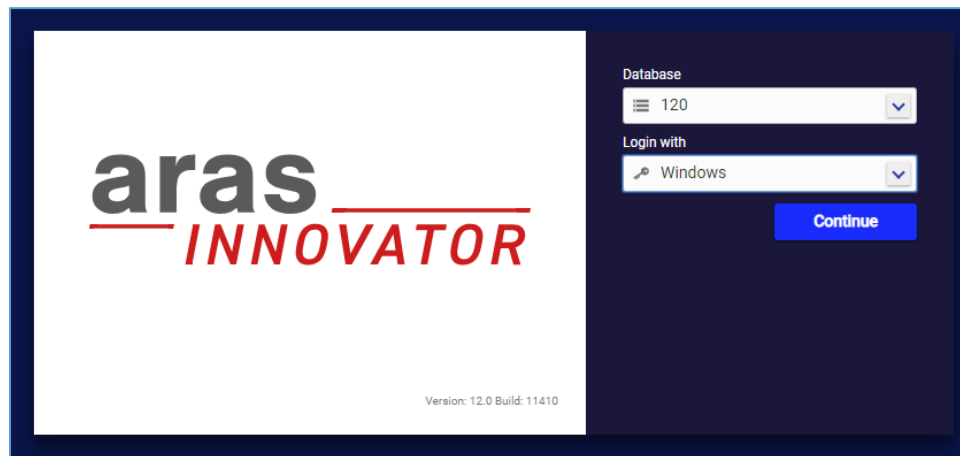 aras
INNOVATOR
Version: 12.0 Build: 11410
Database
120
Login with
Windows
Continue